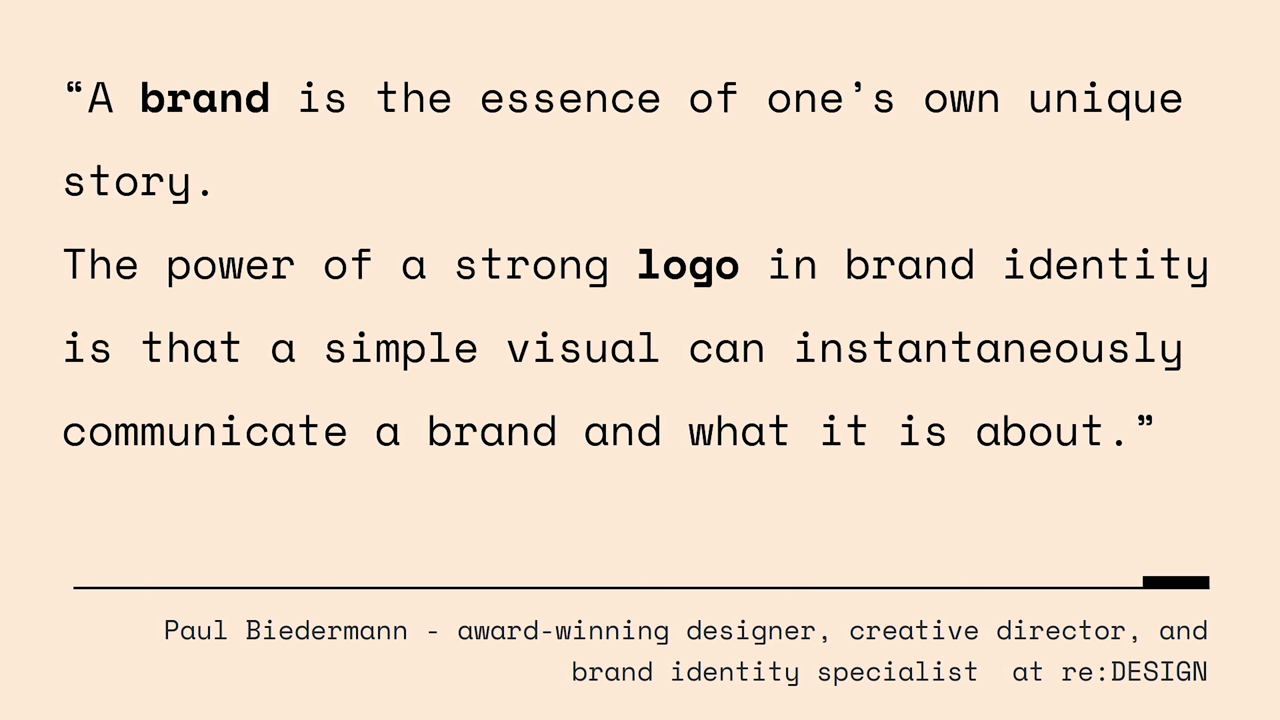 “A brand is the essence of one’s own unique
story.
The power of a strong logo in brand identity
is that a simple visual can instantaneously
communicate a brand and what it is about.”
Paul Biedermann - award-winning designer, creative director, and
brand identity specialist  at re:DESIGN